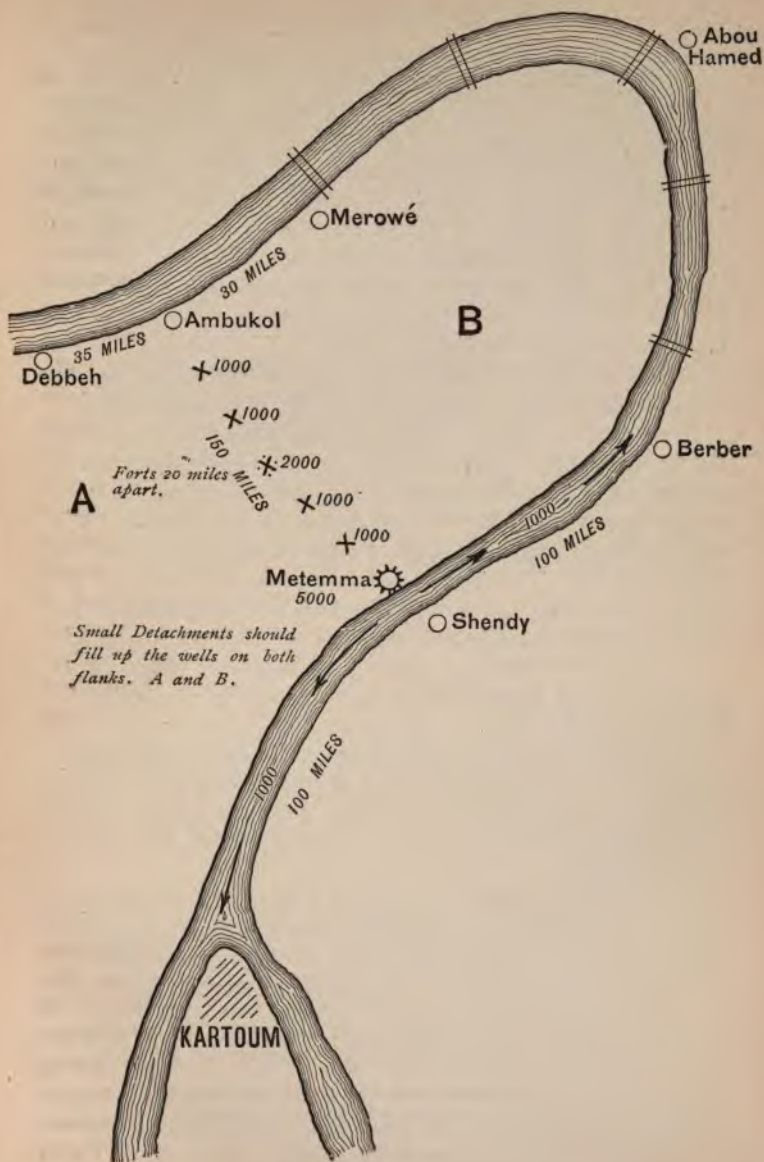 Abou
Hamed
Merowé
30 MILES
B
Ambukol
35 MILES
Debbeh
1000
1000
150 MILES
2000
Forts 20 miles
apart.
A
1000
1000
Berber
1000
100 MILES
Metemma
5000
Shendy
Small Detachments should
fill up the wells on both
flanks. A and B.
1000
100 MILES
KARTOUM